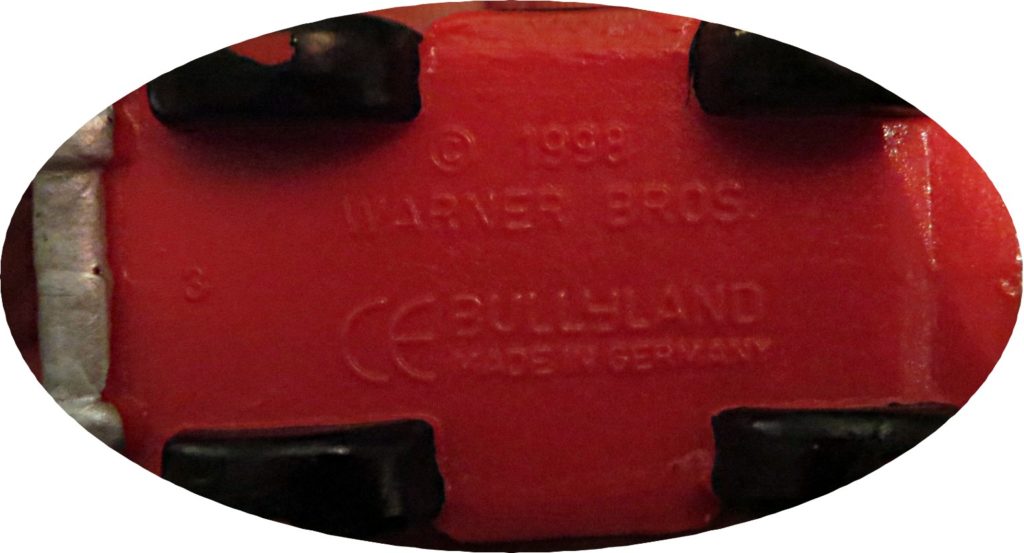 © 1998
WARNER BROS.
3
CE BULLYLAND
MADE IN GERMANY